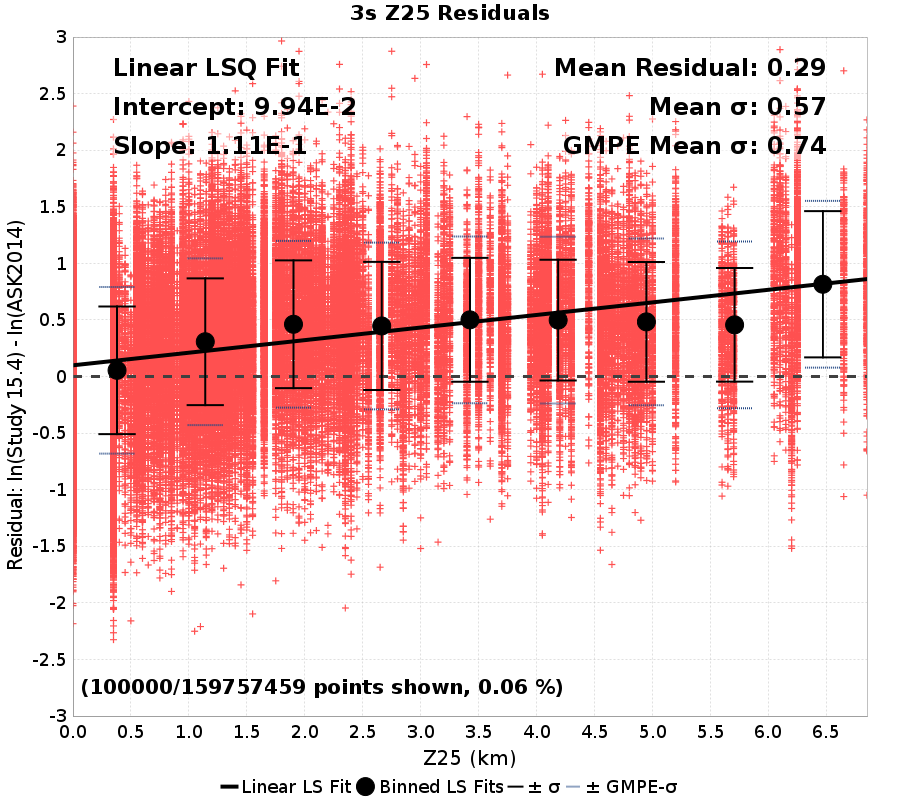 3s Z25 Residuals
Linear LSQ Fit
Intercept: 9.94E-2
Slope: 1.11E-1
Mean Residual: 0.29
Mean σ: 0.57
GMPE Mean σ: 0.74
Residual: ln(Study 15.4) - ln(ASK2014)
3
2.5
2
1.5
1
0.5
0
-0.5
-1
-1.5
-2
-2.5
-3
(100000/159757459 points shown, 0.06 %)
0.0 0.5 1.0 1.5 2.0 2.5 3.0 3.5 4.0 4.5 5.0 5.5 6.0 6.5
Z25 (km)
Linear LS Fit Binned LS Fits ± σ ± GMPE-σ